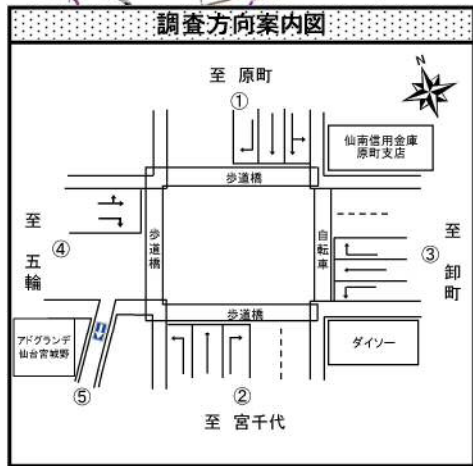 調査方向案内図
至 原町
①
N
仙南信用金庫
原町支店
歩道橋
至 五輪
④
歩道橋
自転車
至 卸町
③
歩道橋
アドグランデ
仙台宮城野
ダイソー
⑤
②
至 宮千代